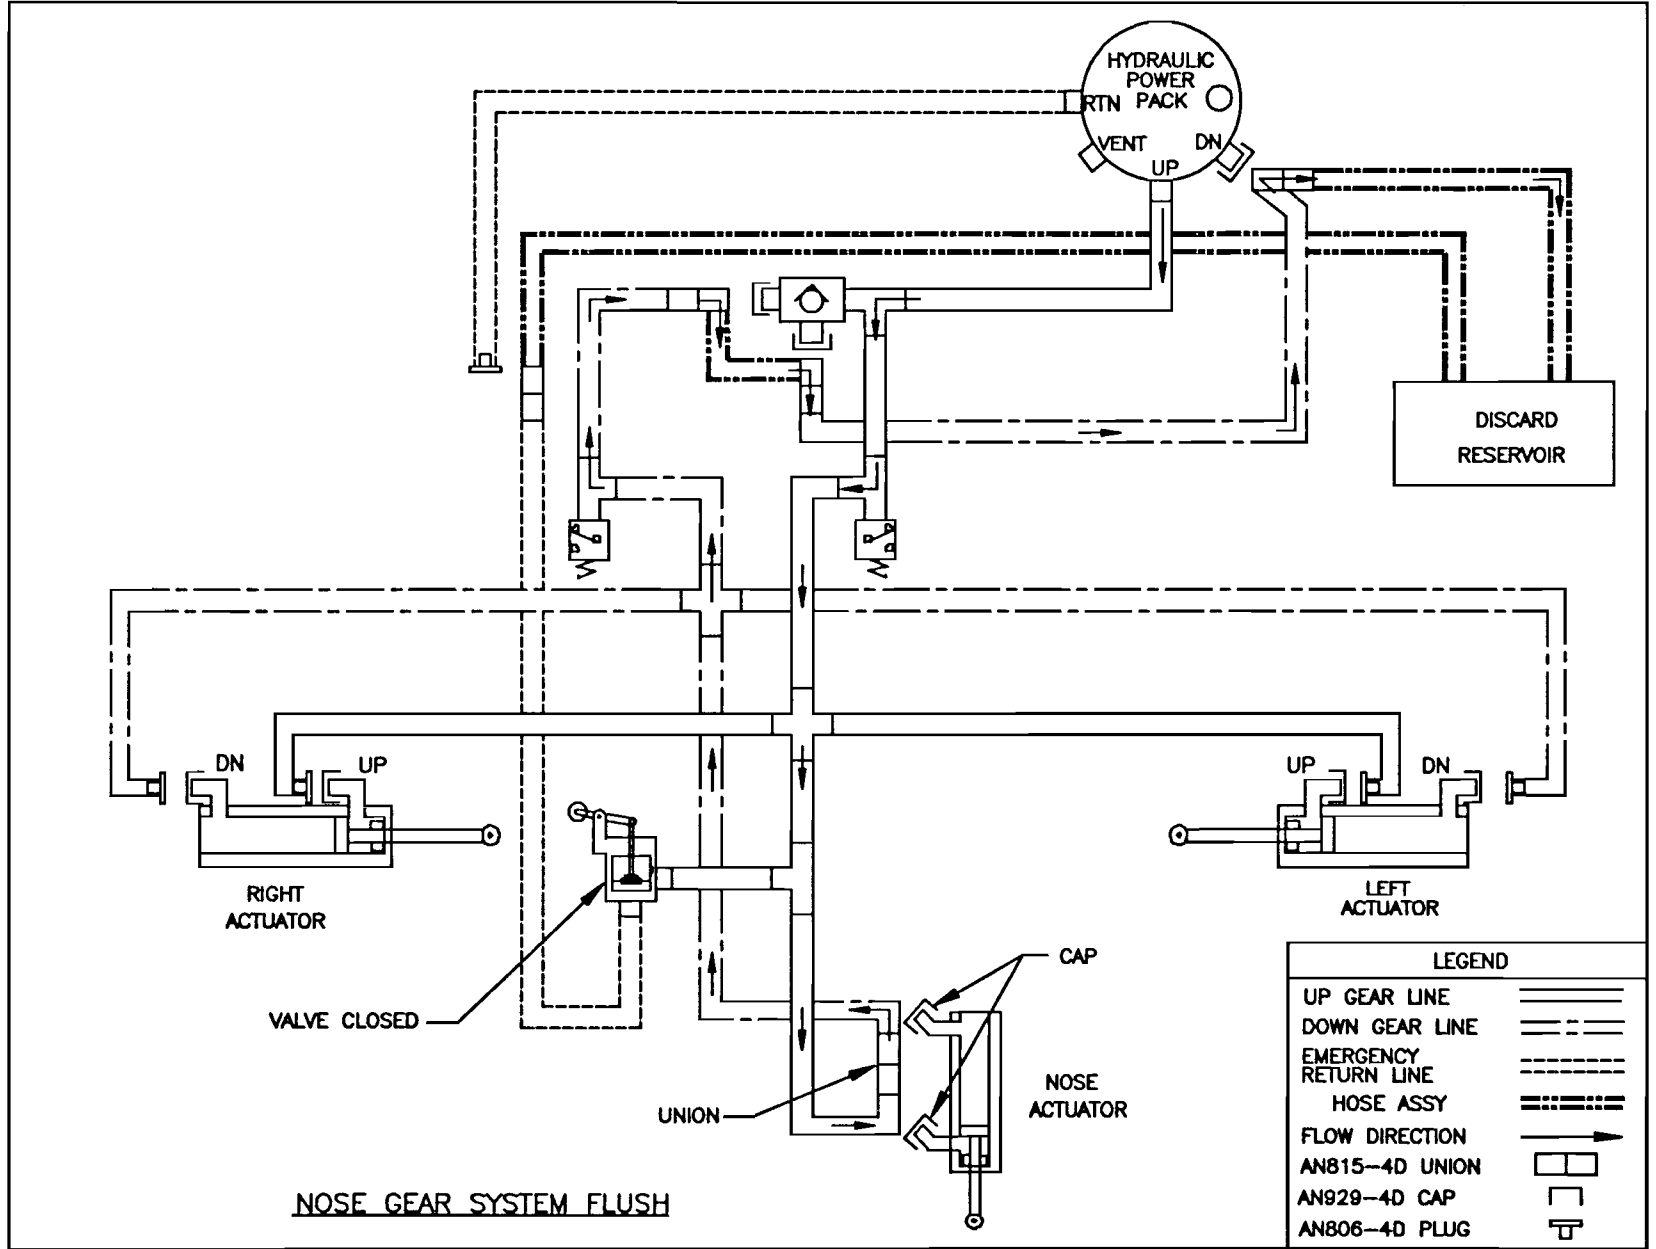 HYDRAULIC
POWER
PACK
RTN
VENT
DN
UP
DISCARD
RESERVOIR
DN
UP
UP
DN
RIGHT
ACTUATOR
LEFT
ACTUATOR
VALVE CLOSED
CAP
UNION
NOSE
ACTUATOR
NOSE GEAR SYSTEM FLUSH
LEGEND
UP GEAR LINE
DOWN GEAR LINE
EMERGENCY
RETURN LINE
HOSE ASSY
FLOW DIRECTION
AN815-4D UNION
AN929-4D CAP
AN806-4D PLUG